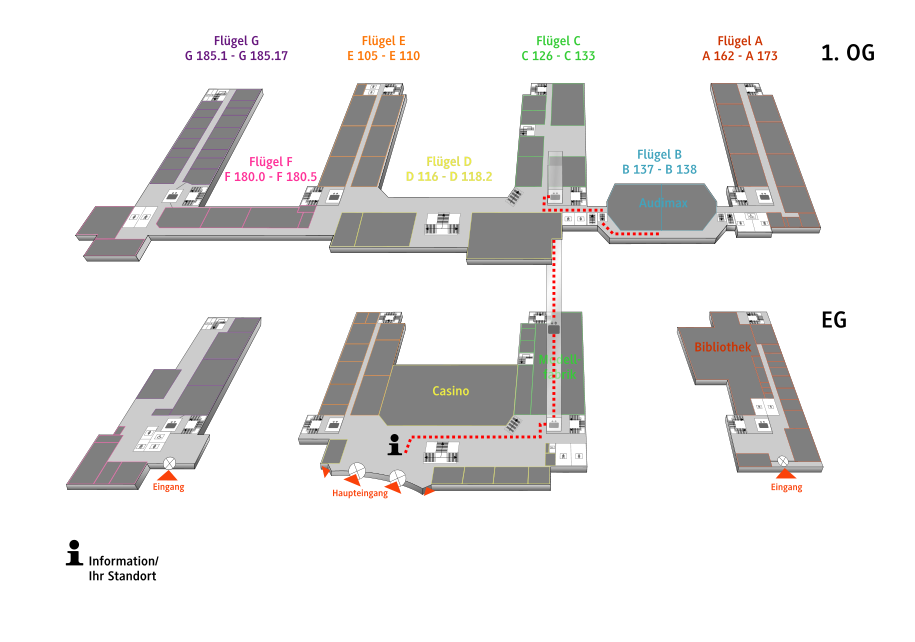 Flügel G
G 185.1 - G 185.17
Flügel E
E 105 - E 110
Flügel C
C 126 - C 133
Flügel A
A 162 - A 173
1. OG
Flügel F
F 180.0 - F 180.5
Flügel D
D 116 - D 118.2
Flügel B
B 137 - B 138
Audimax
EG
Bibliothek
Modell-
fabrik
Casino
Eingang
Haupteingang
Eingang
Information/
Ihr Standort